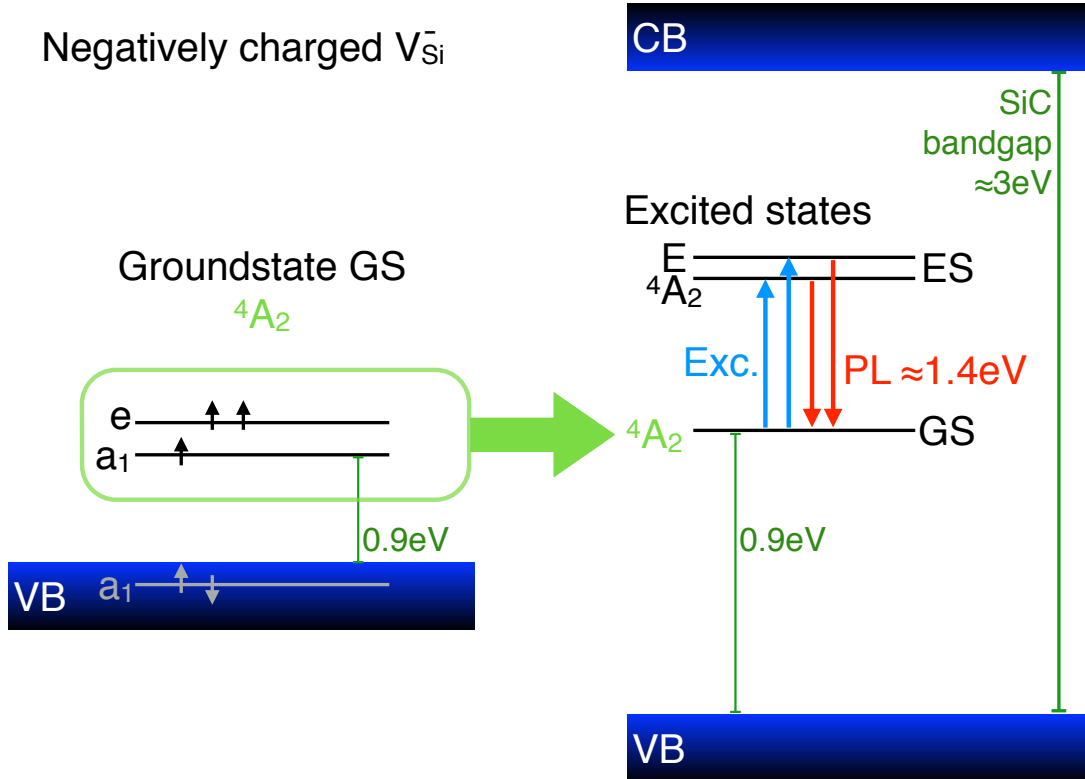 Negatively charged V⁻Si
Groundstate GS
⁴A₂
e
a₁
0.9eV
VB
a₁
CB
SiC
bandgap
≈3eV
Excited states
E
⁴A₂
ES
Exc.
PL ≈1.4eV
⁴A₂
GS
0.9eV
VB